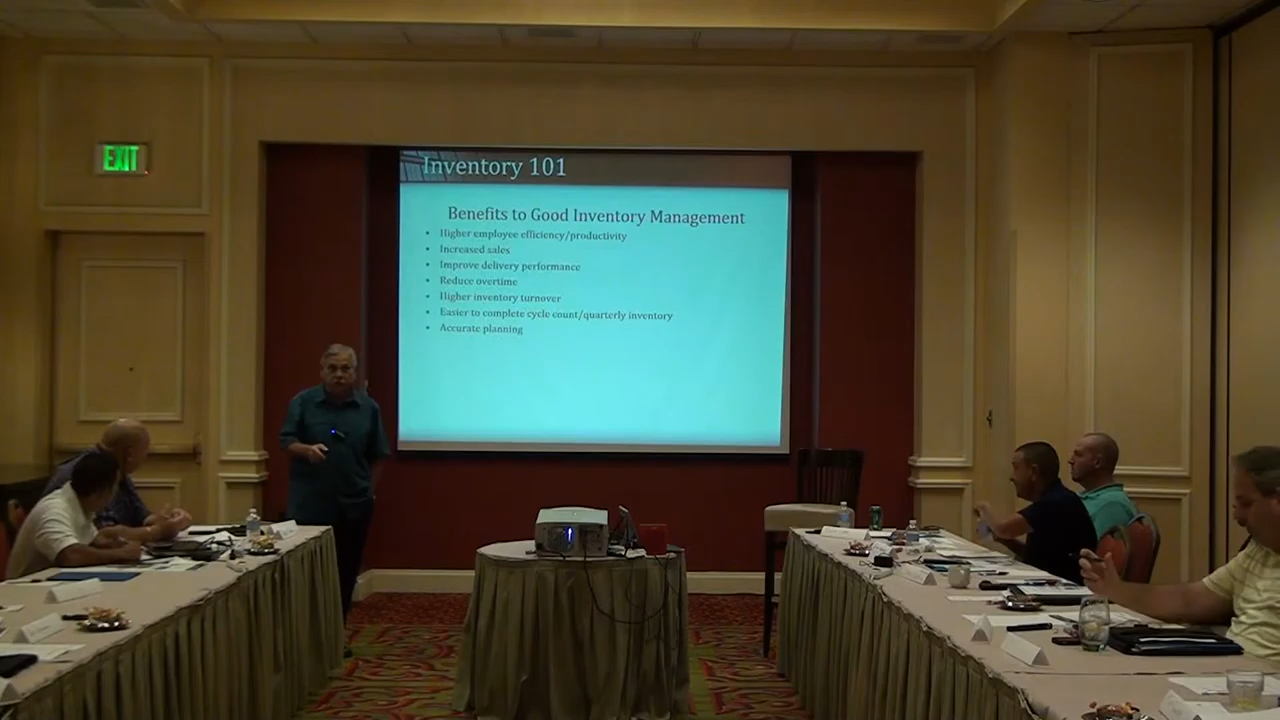 EXIT
Inventory 101
Benefits to Good Inventory Management
• Higher employee efficiency/productivity
• Increased sales
• Improve delivery performance
• Reduce overtime
• Higher inventory turnover
• Easier to complete cycle count/quarterly inventory
• Accurate planning